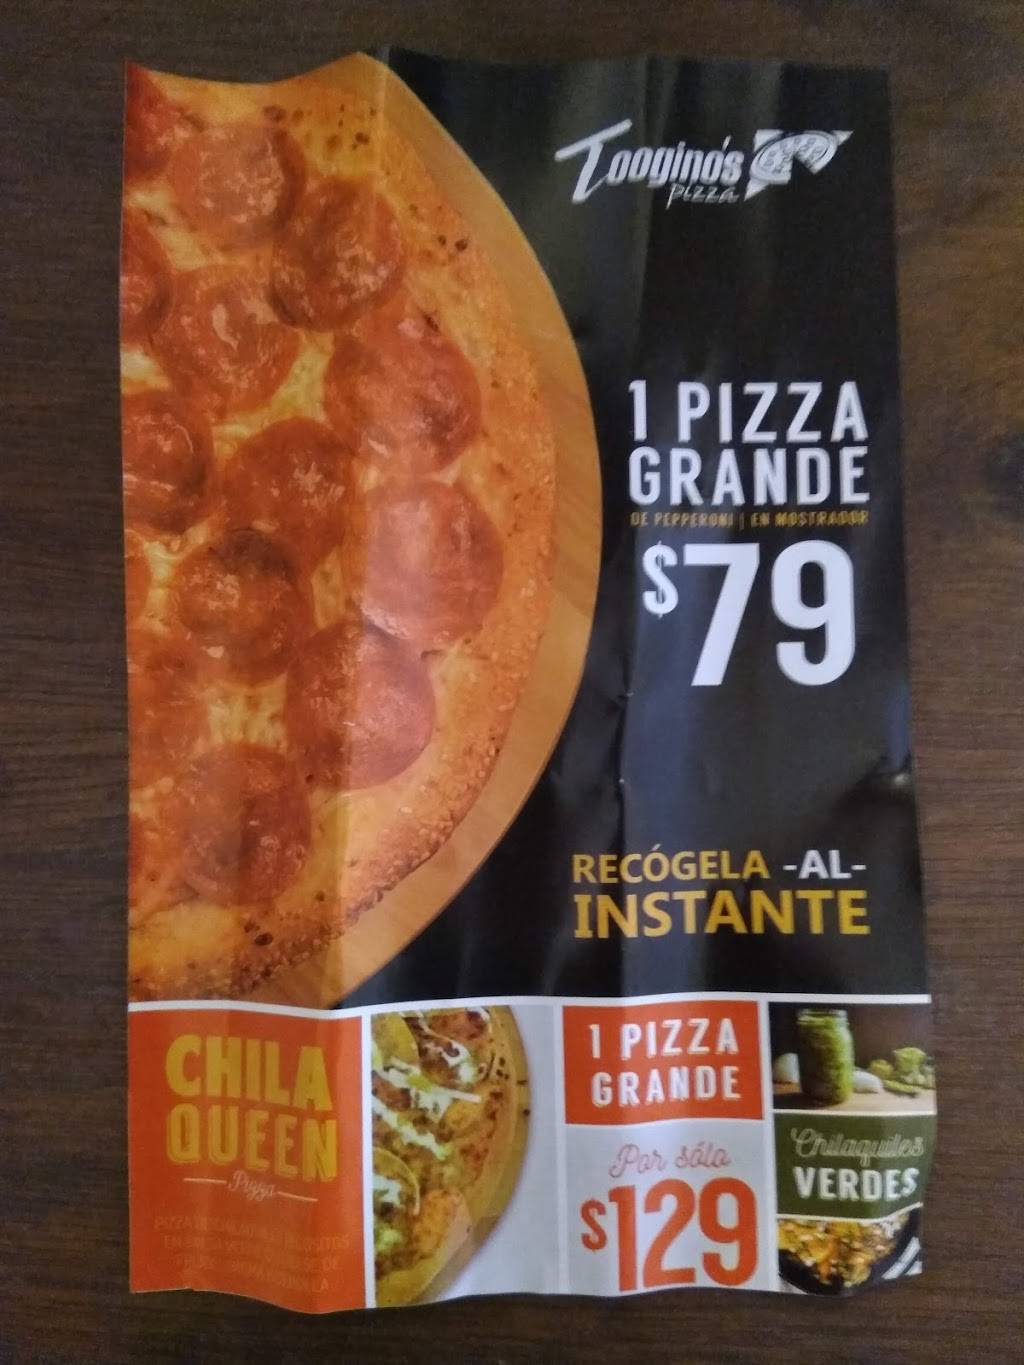 Toogino's
pizza
1 PIZZA
GRANDE
DE PEPPERONI | EN MOSTRADOR
$79
RECÓGELA -AL-
INSTANTE
CHILA
QUEEN
Pizza
1 PIZZA
GRANDE
Por sólo
$129
Chilaquiles
VERDES